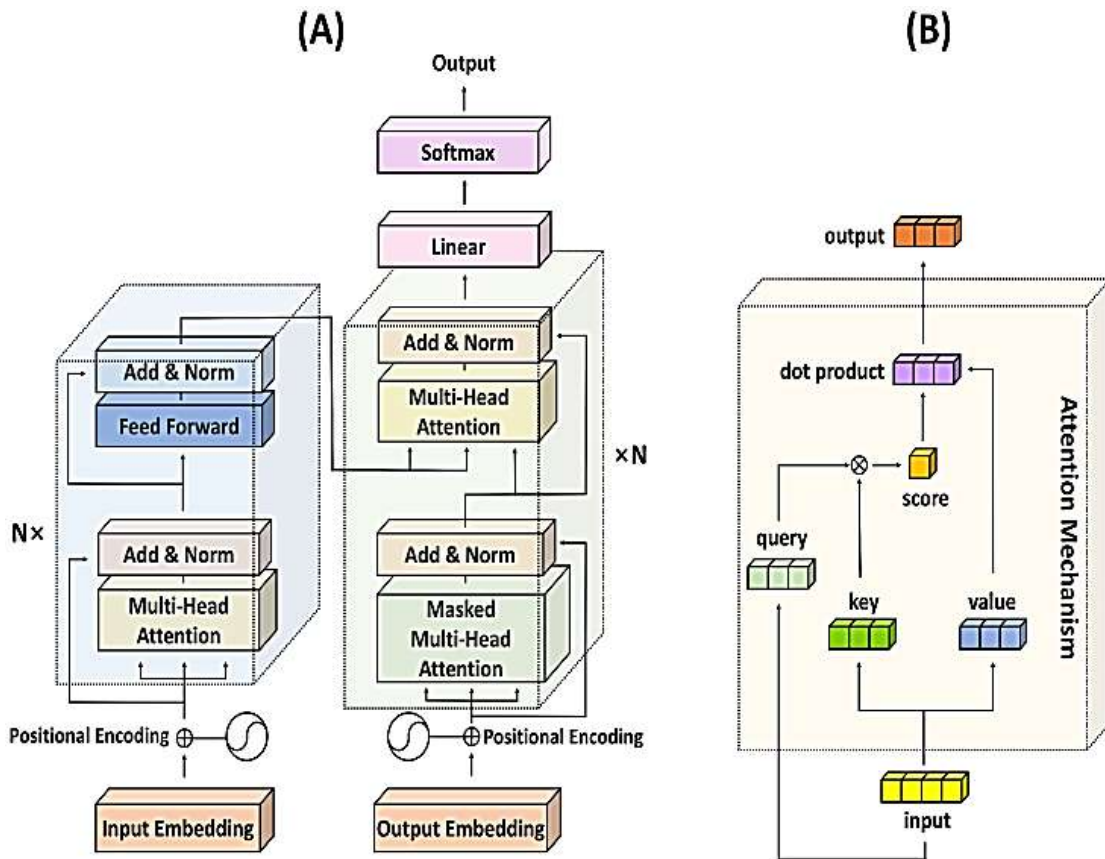 (A)
Output
Softmax
Linear
Add & Norm
Multi-Head
Attention
×N
Add & Norm
Masked
Multi-Head
Attention
Positional Encoding
Output Embedding
Add & Norm
Feed Forward
N×
Add & Norm
Multi-Head
Attention
Positional Encoding
Input Embedding
(B)
output
dot product
score
query
key
value
input
Attention Mechanism